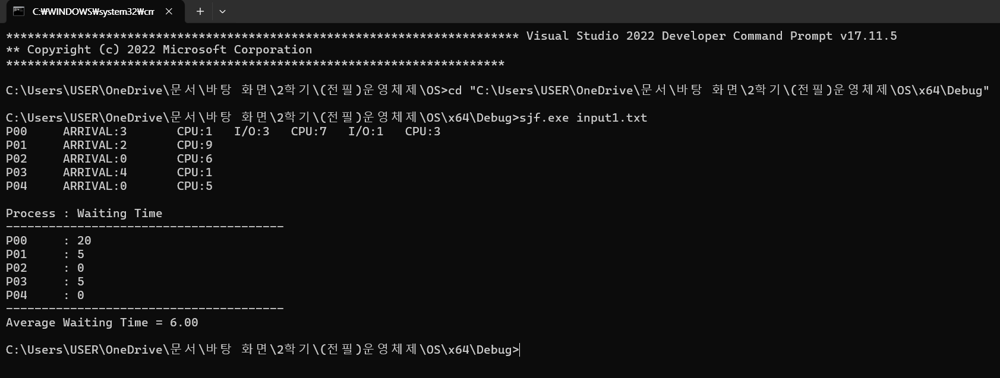 C:₩WINDOWS₩system32₩cm
************************************************************************ Visual Studio 2022 Developer Command Prompt v17.11.5
** Copyright (c) 2022 Microsoft Corporation
**********************************************************************
C:\Users\USER\OneDrive\문서\바탕 화면\2학기\(전필)운영체제\OS>cd "C:\Users\USER\OneDrive\문서\바탕 화면\2학기\(전필)운영체제\OS\x64\Debug"
C:\Users\USER\OneDrive\문서\바탕 화면\2학기\(전필)운영체제\OS\x64\Debug>sjf.exe input1.txt
P00     ARRIVAL:3       CPU:1   I/O:3   CPU:7   I/O:1   CPU:3
P01     ARRIVAL:2       CPU:9
P02     ARRIVAL:0       CPU:6
P03     ARRIVAL:4       CPU:1
P04     ARRIVAL:0       CPU:5
Process : Waiting Time
---------------------------------------
P00     : 20
P01     : 5
P02     : 0
P03     : 5
P04     : 0
---------------------------------------
Average Waiting Time = 6.00
C:\Users\USER\OneDrive\문서\바탕 화면\2학기\(전필)운영체제\OS\x64\Debug>